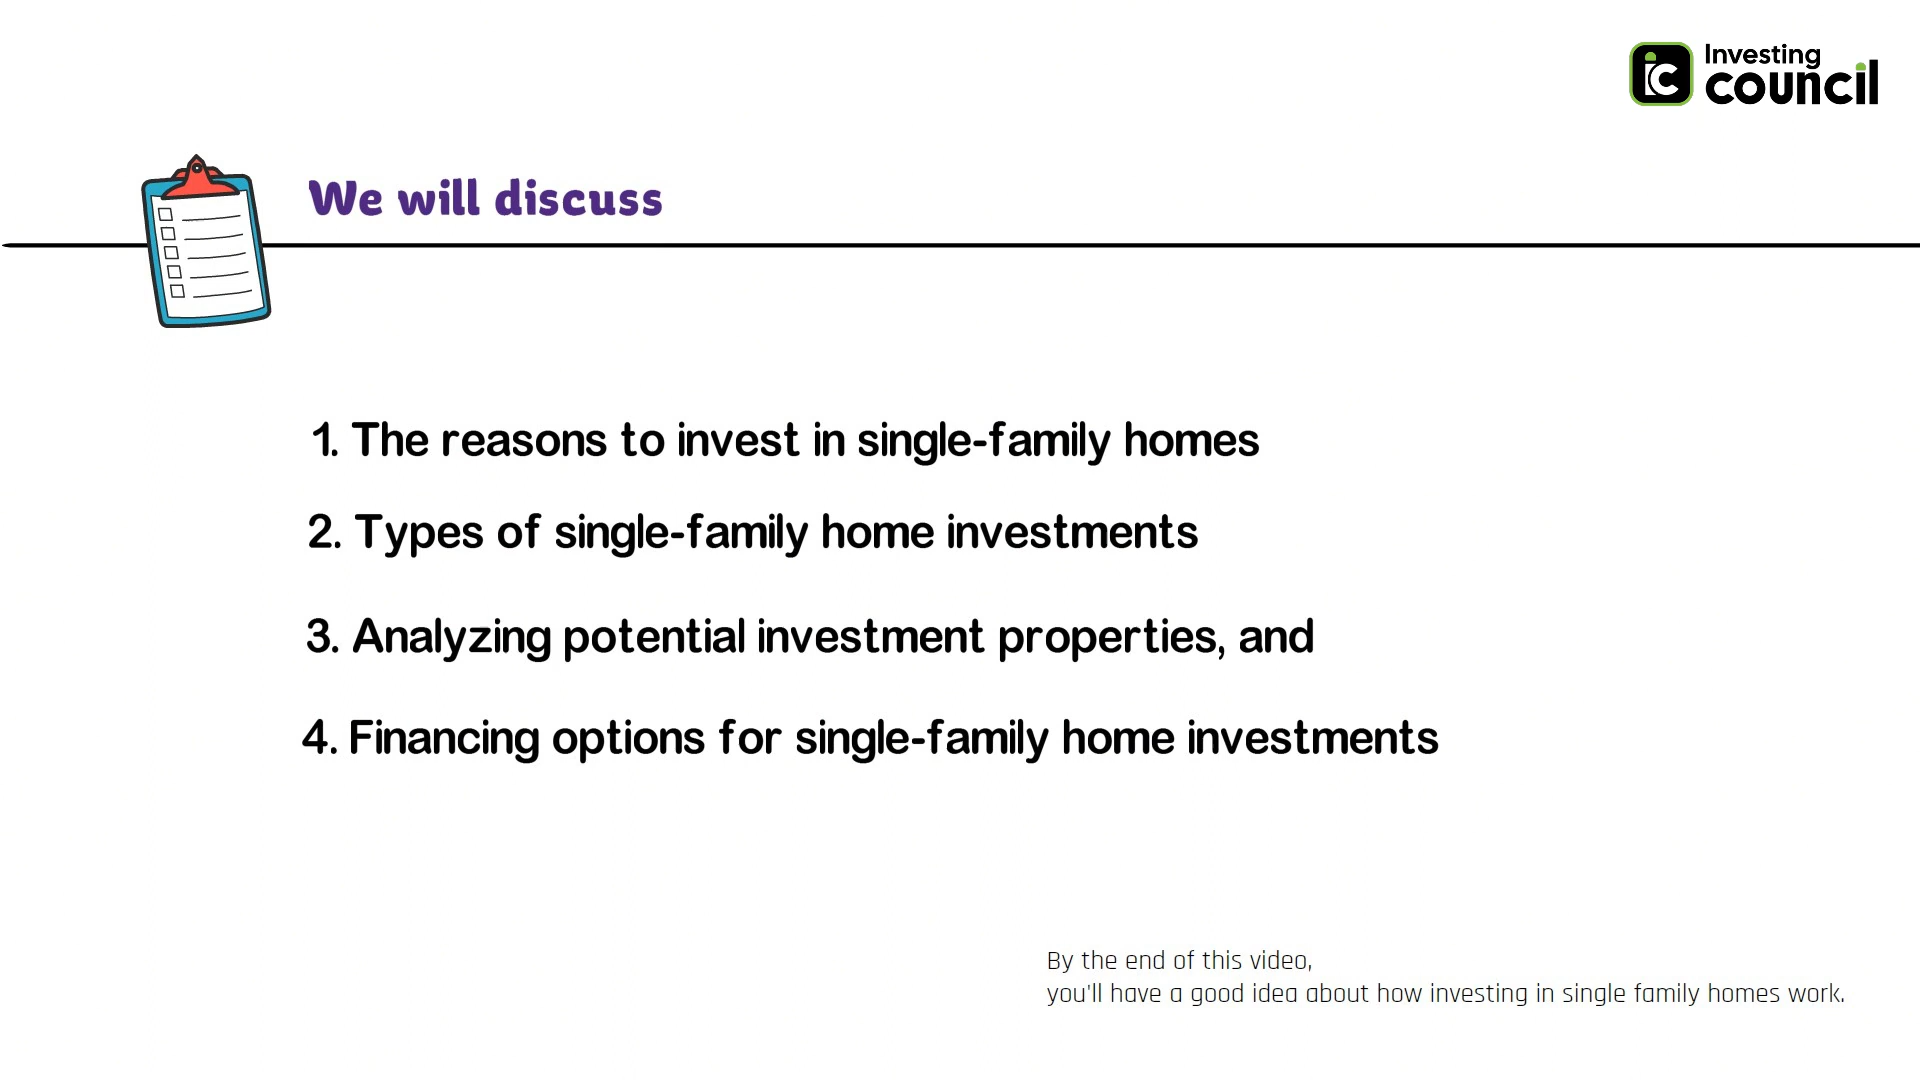 Investing
council
ic
We will discuss
1. The reasons to invest in single-family homes
2. Types of single-family home investments
3. Analyzing potential investment properties, and
4. Financing options for single-family home investments
By the end of this video,
you'll have a good idea about how investing in single family homes work.